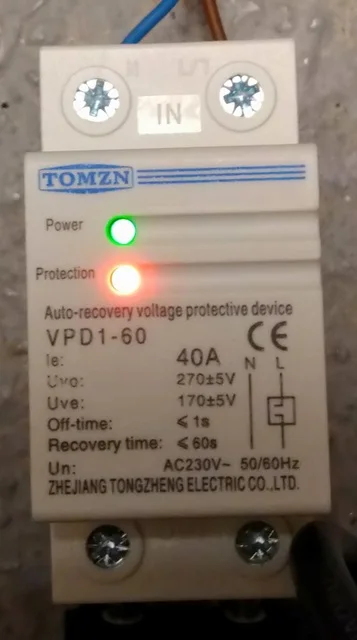 IN
TOMZN
Power
Protection
Auto-recovery voltage protective device
VPD1-60 CE
Ie: 40A N L
Uvo: 270±5V
Uve: 170±5V
Off-time: ≤ 1s
Recovery time: ≤ 60s
Un: AC230V~ 50/60Hz
ZHEJIANG TONGZHENG ELECTRIC CO.,LTD.